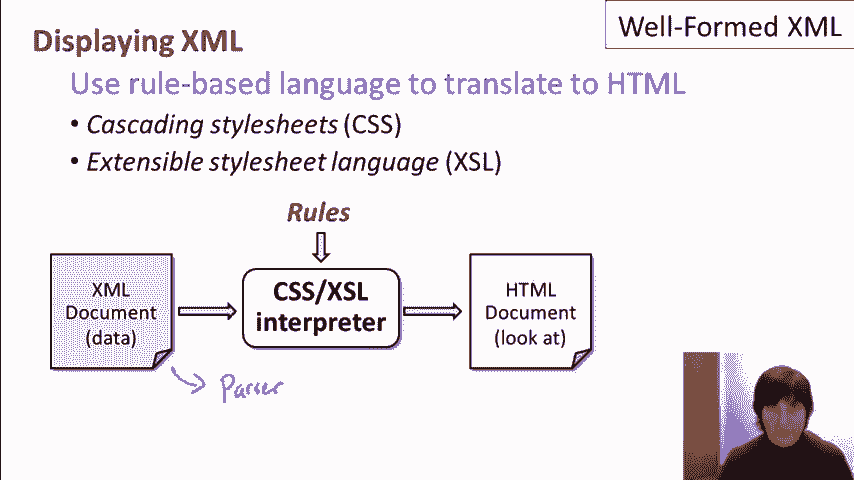 Well-Formed XML
Displaying XML
Use rule-based language to translate to HTML
• Cascading stylesheets (CSS)
• Extensible stylesheet language (XSL)
Rules
XML
Document
(data)
CSS/XSL
interpreter
HTML
Document
(look at)
Parser